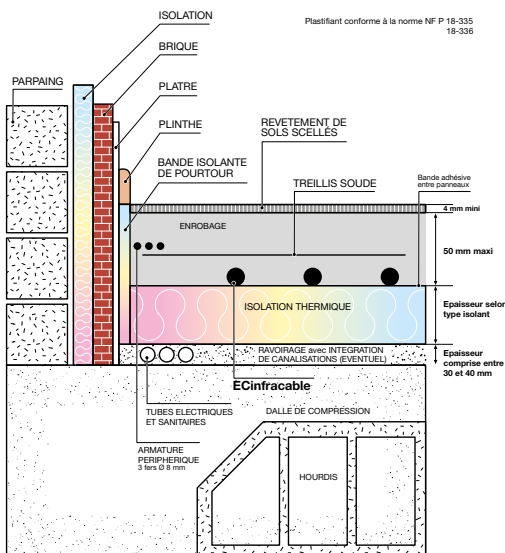 ISOLATION
Plastifiant conforme à la norme NF P 18-335
18-336
BRIQUE
PARPAING
PLATRE
PLINTHE
REVETEMENT DE
SOLS SCELLÉS
BANDE ISOLANTE
DE POURTOUR
TREILLIS SOUDE
Bande adhésive
entre panneaux
4 mm mini
ENROBAGE
50 mm maxi
ISOLATION THERMIQUE
Epaisseur selon
type isolant
RAVOIRAGE avec INTEGRATION
DE CANALISATIONS (EVENTUEL)
Epaisseur
comprise entre
30 et 40 mm
ECinfracable
TUBES ELECTRIQUES
ET SANITAIRES
DALLE DE COMPRESSION
ARMATURE
PERIPHERIQUE
3 fers Ø 8 mm
HOURDIS